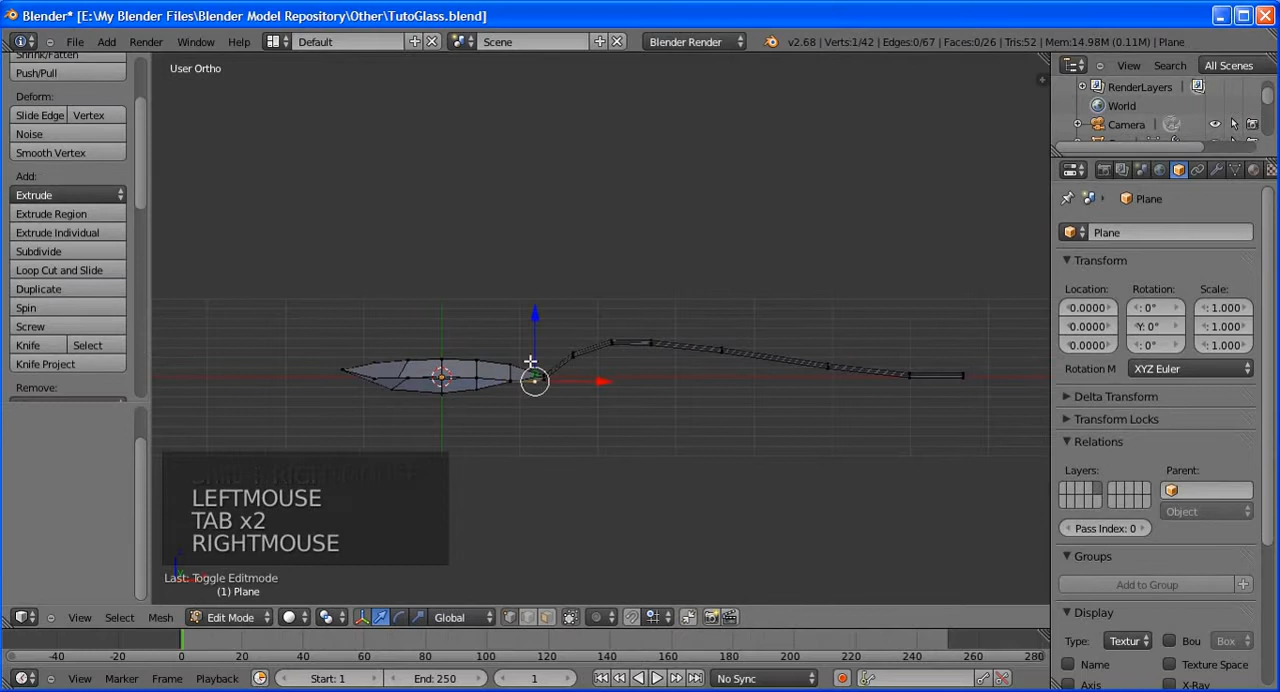 Blender* [E:\My Blender Files\Blender Model Repository\Other\TutoGlass.blend]
File Add Render Window Help Default Scene Blender Render v2.68 | Verts:1/42 | Edges:0/67 | Faces:0/26 | Tris:52 | Mem:14.98M (0.11M) | Plane
Shrink/Fatten
Push/Pull
Deform:
Slide Edge Vertex
Noise
Smooth Vertex
Add:
Extrude
Extrude Region
Extrude Individual
Subdivide
Loop Cut and Slide
Duplicate
Spin
Screw
Knife Select
Knife Project
Remove:
User Ortho
LEFTMOUSE
TAB x2
RIGHTMOUSE
Last: Toggle Editmode
(1) Plane
View Search All Scenes
RenderLayers
World
Camera
Plane
Plane
Transform
Location: Rotation: Scale:
0.0000 : 0° 1.000
0.0000 Y: 0° 1.000
0.0000 : 0° 1.000
Rotation M XYZ Euler
Delta Transform
Transform Locks
Relations
Layers: Parent:
Object
Pass Index: 0
Groups
Add to Group
Display
Type: Textur Bou Box
Name Texture Space
Axis X-Ray
View Select Mesh Edit Mode Global
-40 -20 0 20 40 60 80 100 120 140 160 180 200 220 240 260 280
View Marker Frame Playback Start: 1 End: 250 1 No Sync